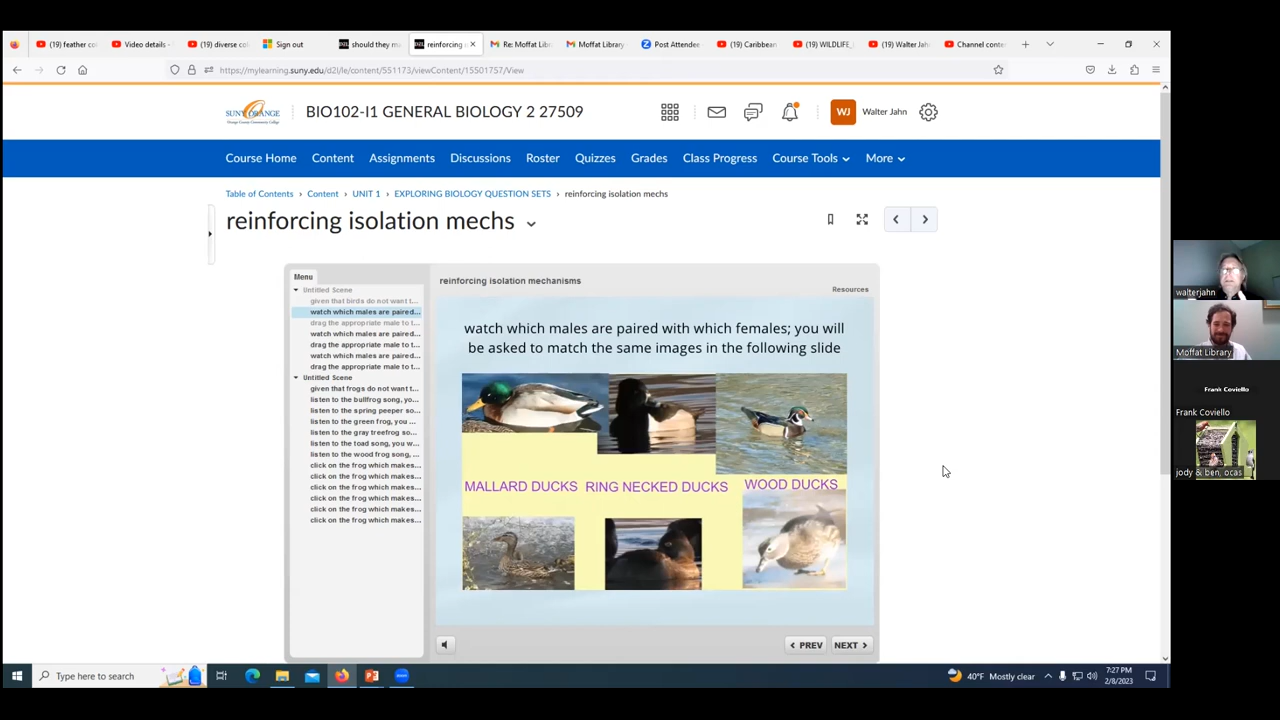 (19) feather co
Video details -
(19) diverse co
Sign out
should they m
reinforcing i
Re: Moffat Lib
Moffat Library
Post Attendee
(19) Caribbean
(19) WILDLIFE_
(19) Walter Jah
Channel conte
https://mylearning.suny.edu/d2l/le/content/551173/viewContent/15501757/View
SUNY ORANGE
BIO102-I1 GENERAL BIOLOGY 2 27509
WJ
Walter Jahn
Course Home
Content
Assignments
Discussions
Roster
Quizzes
Grades
Class Progress
Course Tools
More
Table of Contents › Content › UNIT 1 › EXPLORING BIOLOGY QUESTION SETS › reinforcing isolation mechs
reinforcing isolation mechs
Menu
Untitled Scene
given that birds do not want t...
watch which males are paired...
drag the appropriate male to t...
watch which males are paired...
drag the appropriate male to t...
watch which males are paired...
drag the appropriate male to t...
Untitled Scene
given that frogs do not want t...
listen to the bullfrog song, yo...
listen to the spring peeper so...
listen to the green frog, you ...
listen to the gray treefrog so...
listen to the toad song, you w...
listen to the wood frog song, ...
click on the frog which makes...
click on the frog which makes...
click on the frog which makes...
click on the frog which makes...
click on the frog which makes...
click on the frog which makes...
reinforcing isolation mechanisms
Resources
watch which males are paired with which females; you will
be asked to match the same images in the following slide
MALLARD DUCKS
RING NECKED DUCKS
WOOD DUCKS
PREV
NEXT
walterjahn
Moffat Library
Frank Coviello
Frank Coviello
jody & ben, ocas
Type here to search
40°F Mostly clear
7:27 PM
2/8/2023